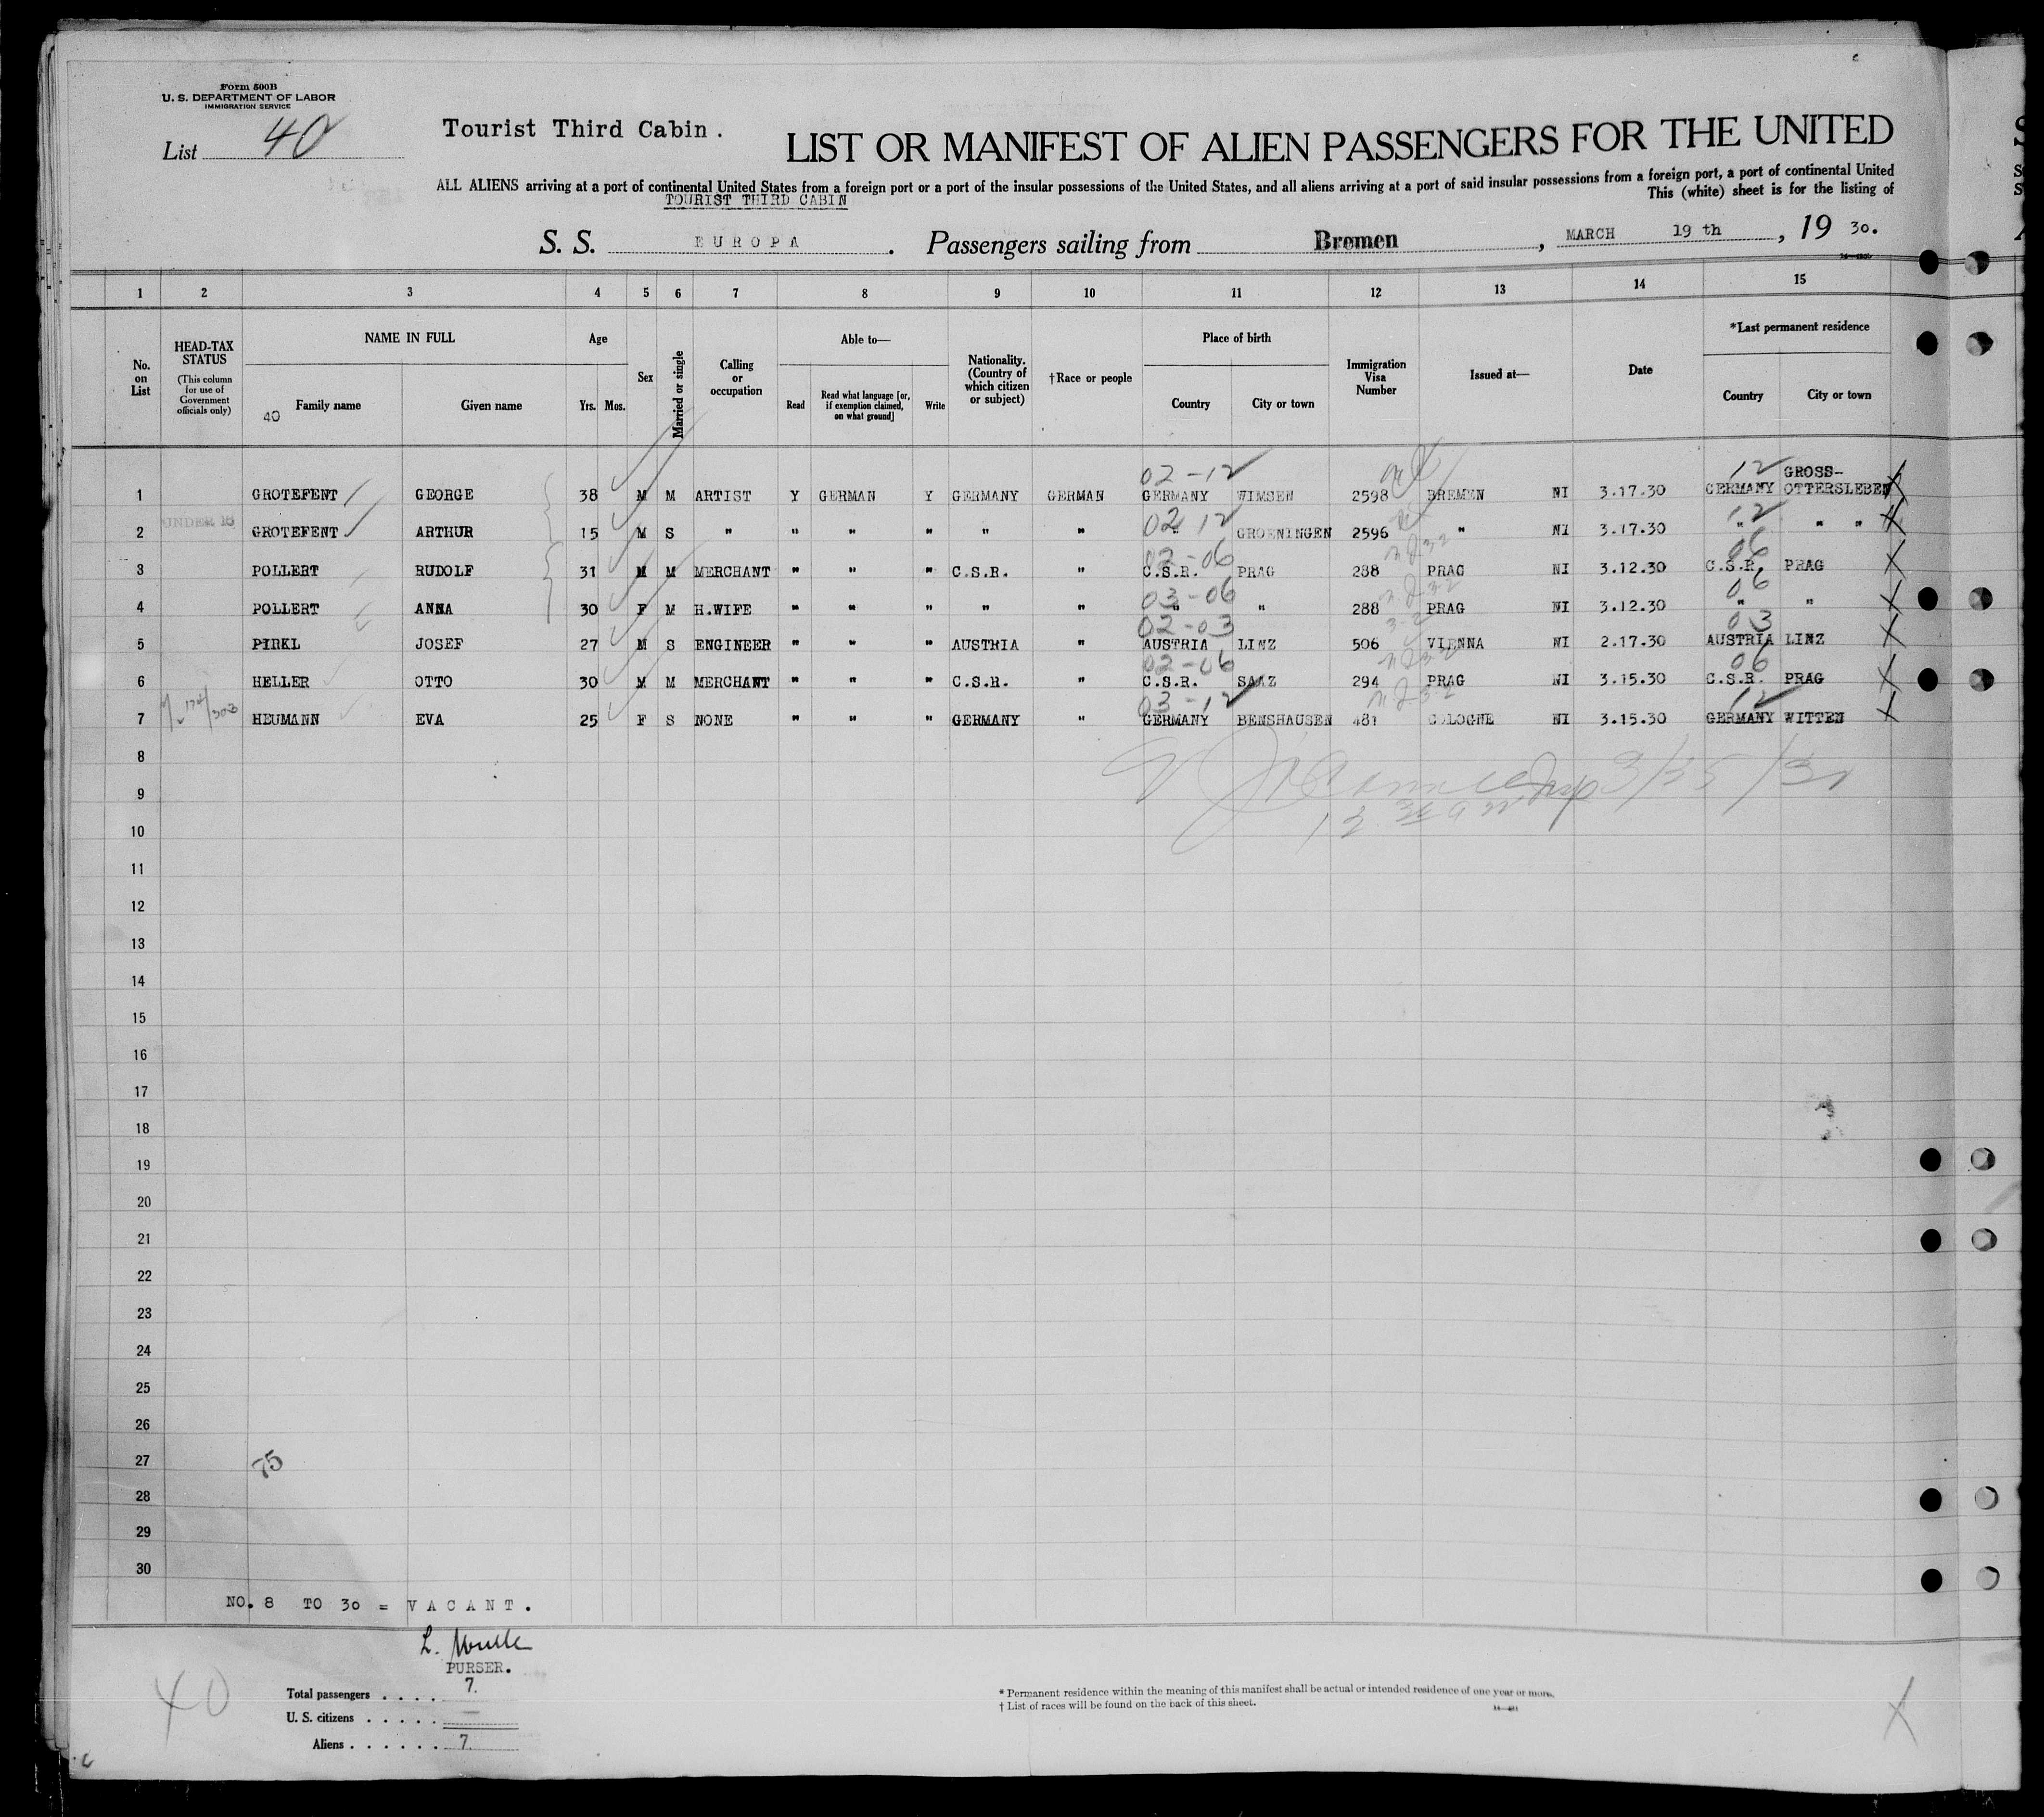 Form 500B
U. S. DEPARTMENT OF LABOR
IMMIGRATION SERVICE
List 40
Tourist Third Cabin.
LIST OR MANIFEST OF ALIEN PASSENGERS FOR THE UNITED
ALL ALIENS arriving at a port of continental United States from a foreign port or a port of the insular possessions of the United States, and all aliens arriving at a port of said insular possessions from a foreign port, a port of continental United
TOURIST THIRD CABIN
This (white) sheet is for the listing of
S. S. EUROPA. Passengers sailing from Bremen, MARCH 19 th, 19 30.
1 2 3 4 5 6 7 8 9 10 11 12 13 14 15
No. on List
HEAD-TAX STATUS
(This column for use of Government officials only)
NAME IN FULL
40 Family name
Given name
Age
Yrs. Mos.
Sex
Married or single
Calling or occupation
Able to—
Read
Read what language [or, if exemption claimed, on what ground]
Write
Nationality. (Country of which citizen or subject)
†Race or people
Place of birth
Country
City or town
Immigration Visa Number
Issued at—
Date
*Last permanent residence
Country
City or town
02-12 12 GROSS-
1 GROTEFENT GEORGE 38 M M ARTIST Y GERMAN Y GERMANY GERMAN GERMANY WIMSEN 2598 BREMEN NI 3.17.30 GERMANY OTTERSLEBEN
UNDER 16 02 12 12
2 GROTEFENT ARTHUR 15 M S " " " " " " " GROENINGEN 2596 " NI 3.17.30 " " "
02-06 06
3 POLLERT RUDOLF 31 M M MERCHANT " " " C.S.R. " C.S.R. PRAG 288 PRAG NI 3.12.30 C.S.R. PRAG
03-06 06
4 POLLERT ANNA 30 F M H.WIFE " " " " " " " 288 PRAG NI 3.12.30 " "
02-03 03
5 PIRKL JOSEF 27 M S ENGINEER " " " AUSTRIA " AUSTRIA LINZ 506 VIENNA NI 2.17.30 AUSTRIA LINZ
02-06 06
6 HELLER OTTO 30 M M MERCHANT " " " C.S.R. " C.S.R. SAAZ 294 PRAG NI 3.15.30 C.S.R. PRAG
03-12 12
7 HEUMANN EVA 25 F S NONE " " " GERMANY " GERMANY BENSHAUSEN 481 COLOGNE NI 3.15.30 GERMANY WITTEN
8
9
10
11
12
13
14
15
16
17
18
19
20
21
22
23
24
25
26
27 75
28
29
30
NO. 8 TO 30 = VACANT.
PURSER.
Total passengers . . . . 7.
U. S. citizens . . . . . —
Aliens . . . . . . 7.
40
* Permanent residence within the meaning of this manifest shall be actual or intended residence of one year or more.
† List of races will be found on the back of this sheet.